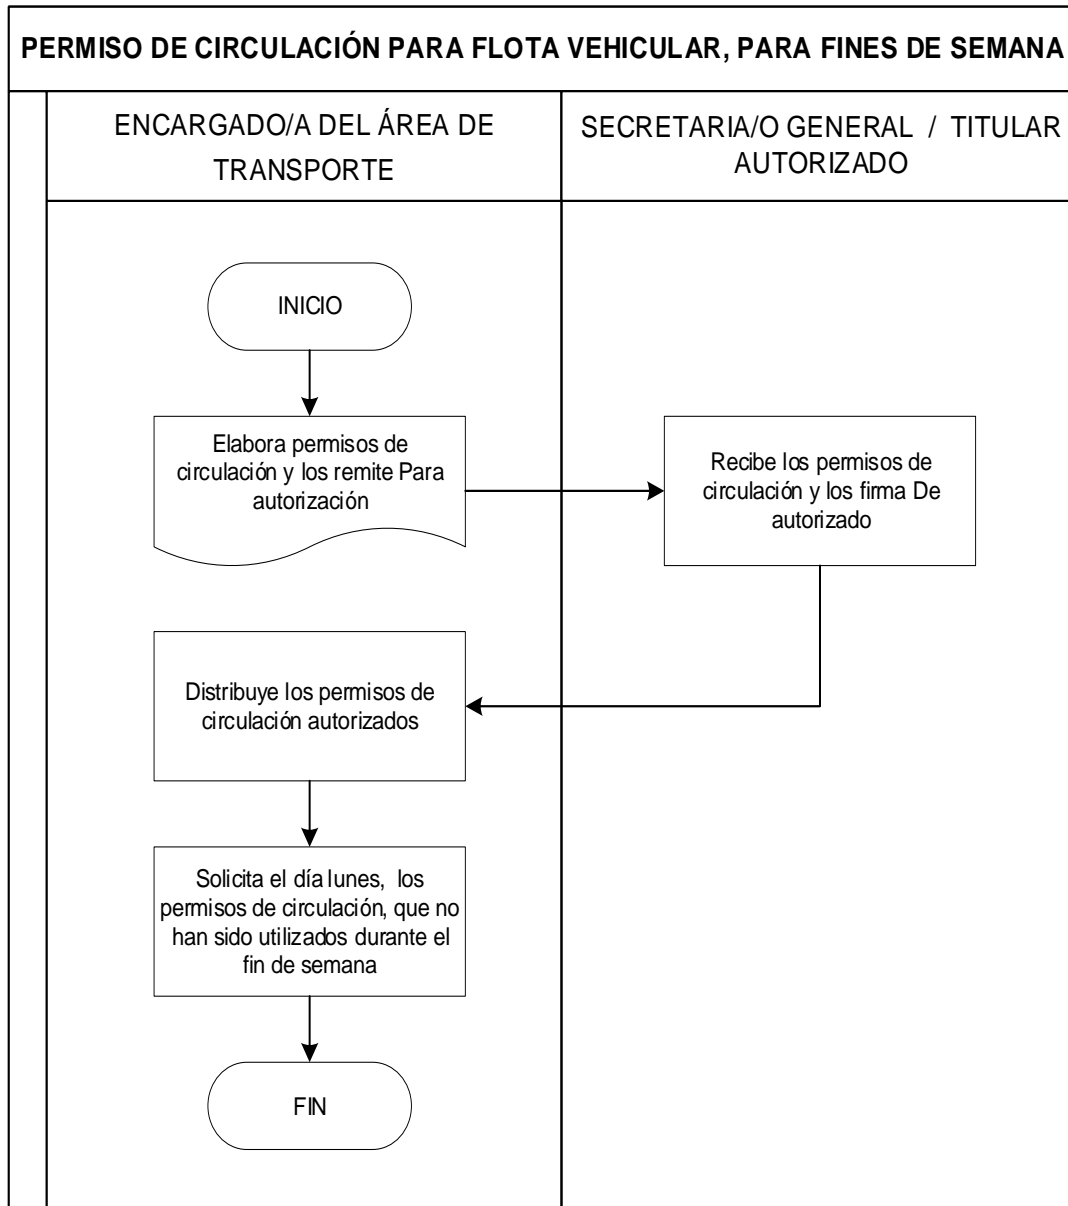 PERMISO DE CIRCULACIÓN PARA FLOTA VEHICULAR, PARA FINES DE SEMANA
ENCARGADO/A DEL ÁREA DE
TRANSPORTE
SECRETARIA/O GENERAL / TITULAR
AUTORIZADO
INICIO
Elabora permisos de
circulación y los remite Para
autorización
Recibe los permisos de
circulación y los firma De
autorizado
Distribuye los permisos de
circulación autorizados
Solicita el día lunes, los
permisos de circulación, que no
han sido utilizados durante el
fin de semana
FIN